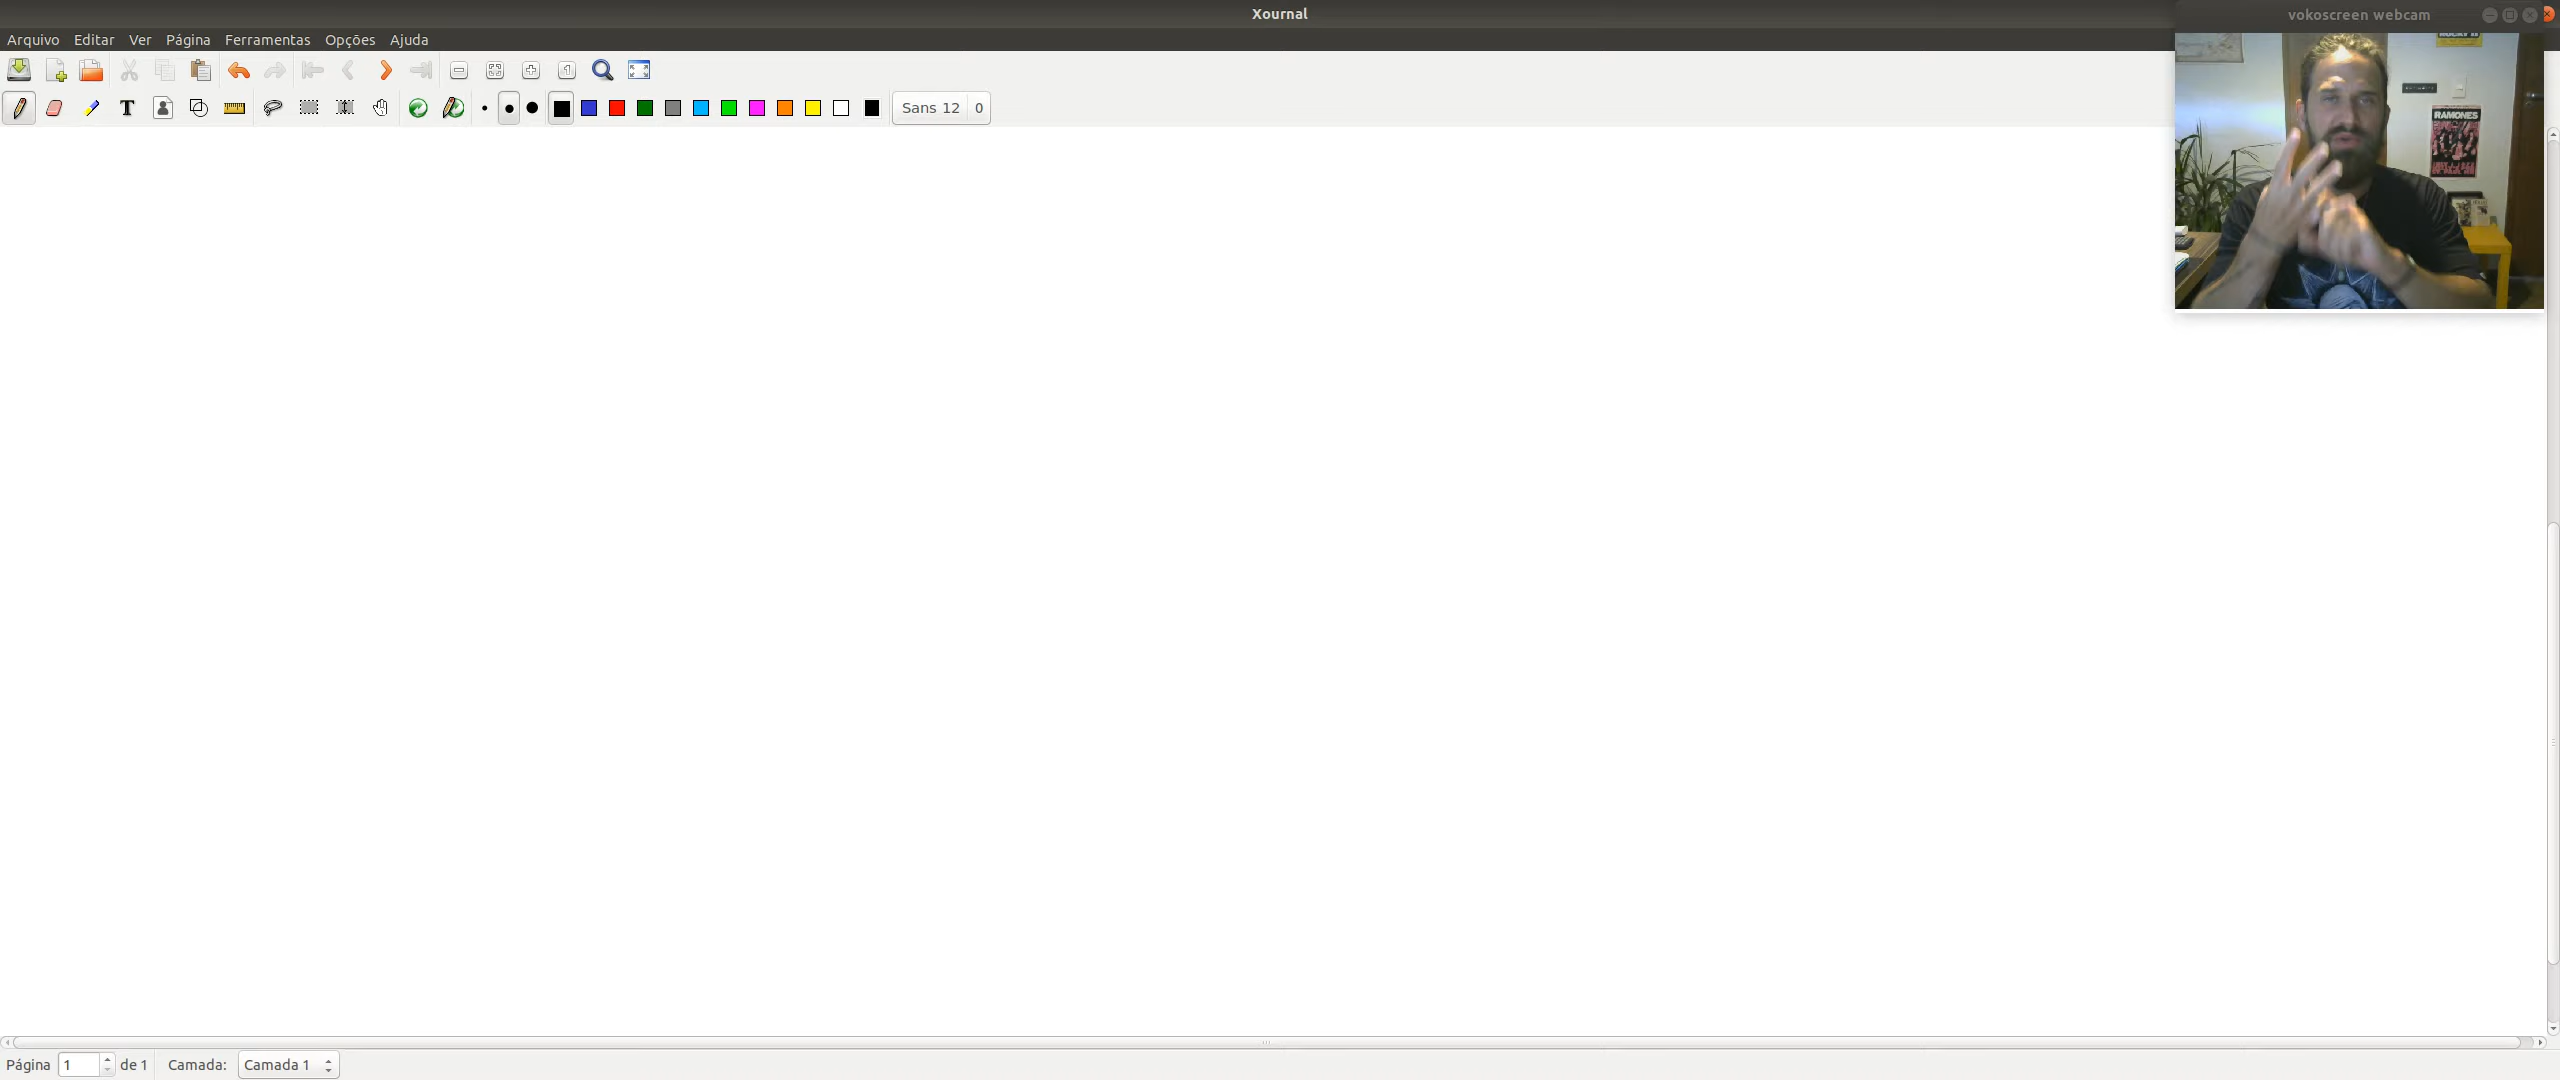 Xournal
vokoscreen webcam
Arquivo Editar Ver Página Ferramentas Opções Ajuda
T
Sans 12 0
RAMONES
Página 1 de 1 Camada: Camada 1